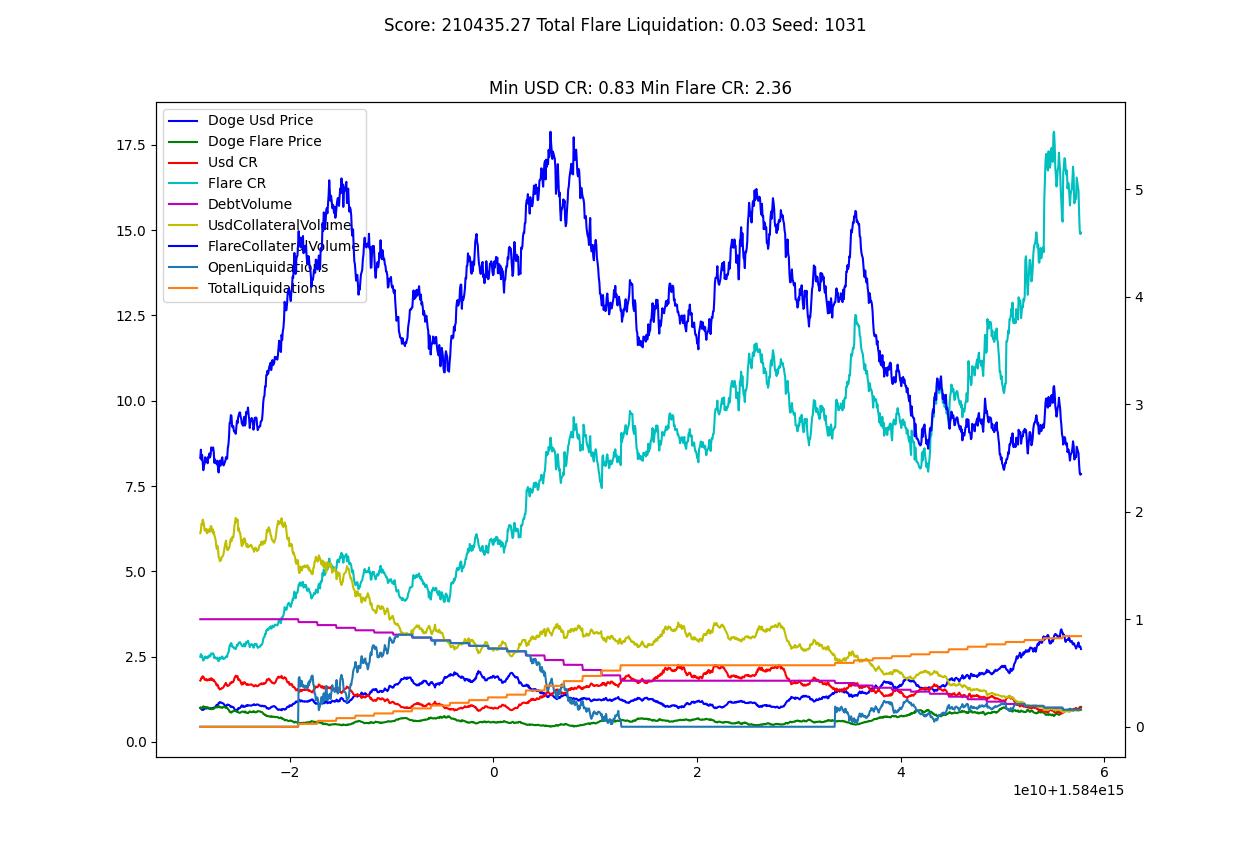 Score: 210435.27 Total Flare Liquidation: 0.03 Seed: 1031
Min USD CR: 0.83 Min Flare CR: 2.36
Doge Usd Price
Doge Flare Price
Usd CR
Flare CR
DebtVolume
UsdCollateralVolume
FlareCollateralVolume
OpenLiquidations
TotalLiquidations
17.5
15.0
12.5
10.0
7.5
5.0
2.5
0.0
5
4
3
2
1
0
−2
0
2
4
6
1e10+1.584e15